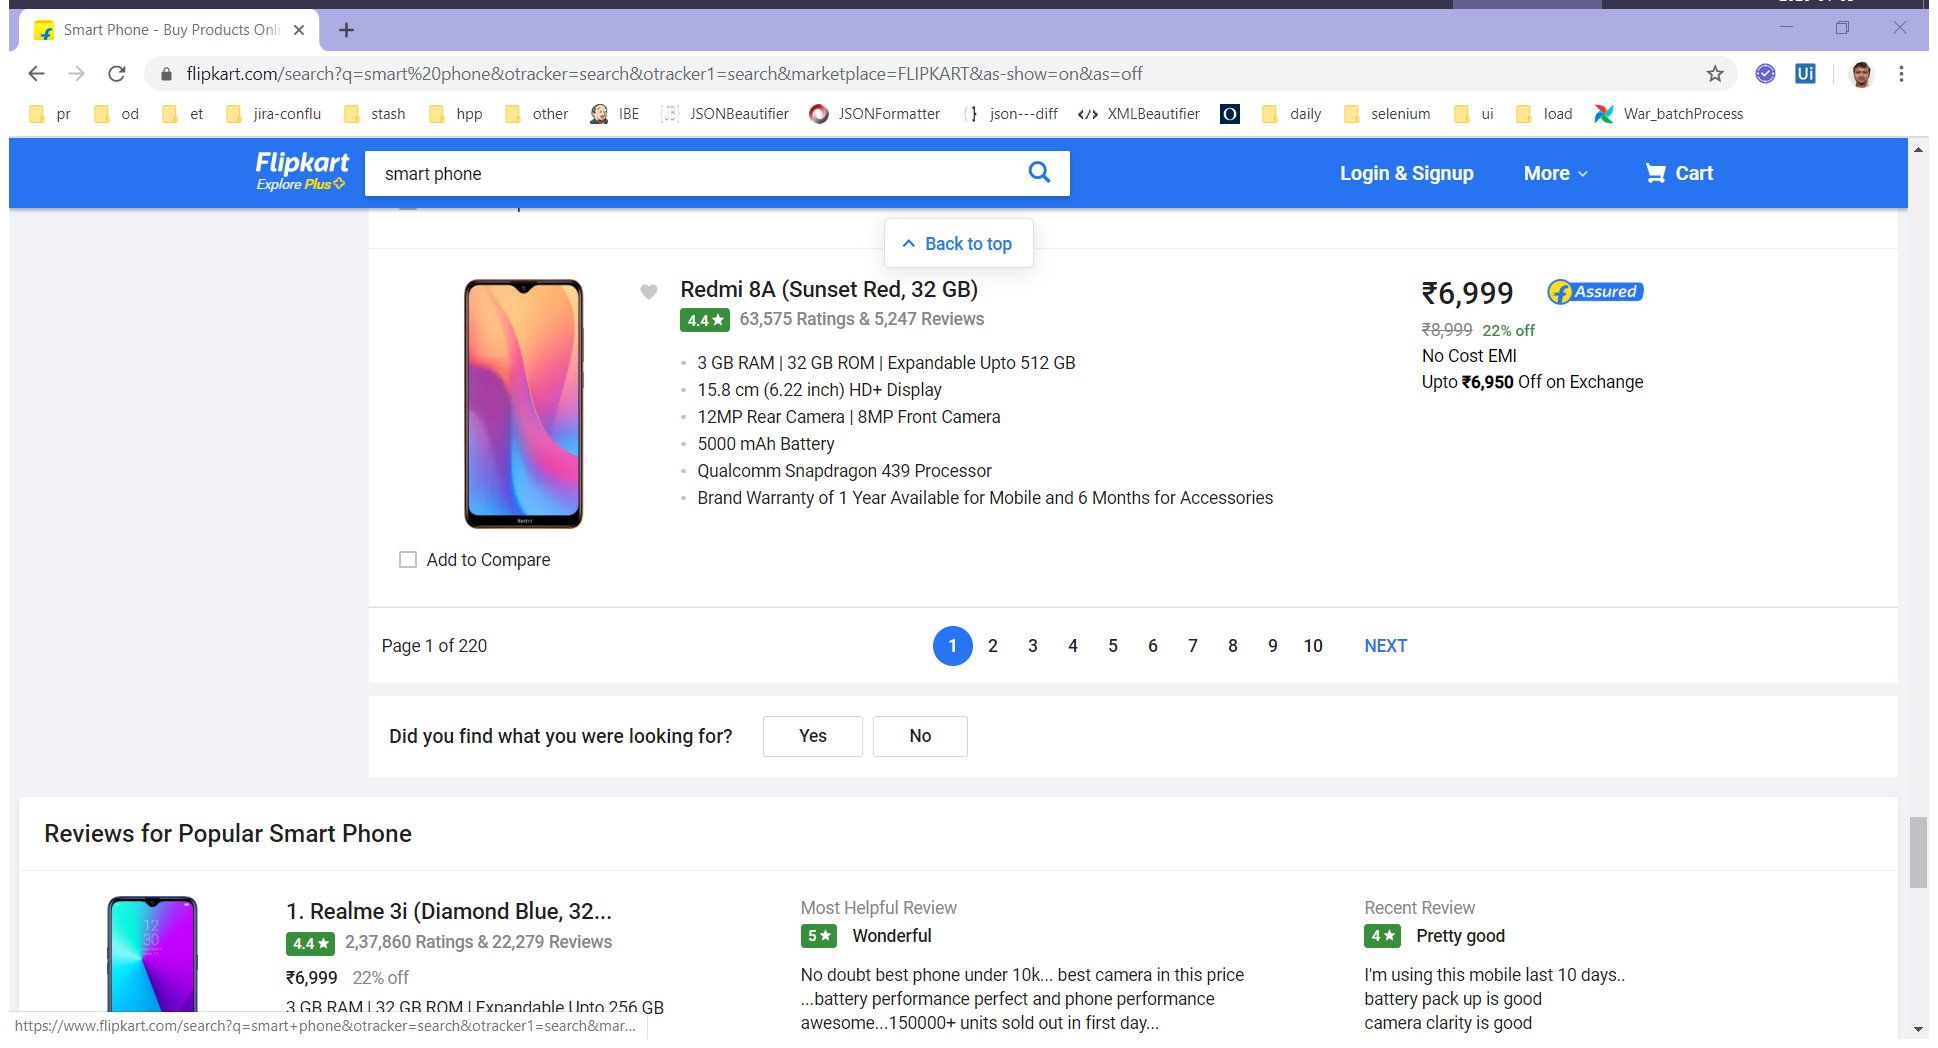 Smart Phone - Buy Products Onli
flipkart.com/search?q=smart%20phone&otracker=search&otracker1=search&marketplace=FLIPKART&as-show=on&as=off
Ui
pr od et jira-conflu stash hpp other IBE JSONBeautifier JSONFormatter json---diff XMLBeautifier O daily selenium ui load War_batchProcess
Flipkart
Explore Plus
smart phone
Login & Signup
More
Cart
Back to top
Redmi 8A (Sunset Red, 32 GB)
4.4★ 63,575 Ratings & 5,247 Reviews
3 GB RAM | 32 GB ROM | Expandable Upto 512 GB
15.8 cm (6.22 inch) HD+ Display
12MP Rear Camera | 8MP Front Camera
5000 mAh Battery
Qualcomm Snapdragon 439 Processor
Brand Warranty of 1 Year Available for Mobile and 6 Months for Accessories
₹6,999 Assured
₹8,999 22% off
No Cost EMI
Upto ₹6,950 Off on Exchange
Redmi
Add to Compare
Page 1 of 220
1 2 3 4 5 6 7 8 9 10 NEXT
Did you find what you were looking for? Yes No
Reviews for Popular Smart Phone
12
30
1. Realme 3i (Diamond Blue, 32...
4.4★ 2,37,860 Ratings & 22,279 Reviews
₹6,999 22% off
3 GB RAM | 32 GB ROM | Expandable Upto 256 GB
Most Helpful Review
5★ Wonderful
No doubt best phone under 10k... best camera in this price
...battery performance perfect and phone performance
awesome...150000+ units sold out in first day...
Recent Review
4★ Pretty good
I'm using this mobile last 10 days..
battery pack up is good
camera clarity is good
https://www.flipkart.com/search?q=smart+phone&otracker=search&otracker1=search&mar...